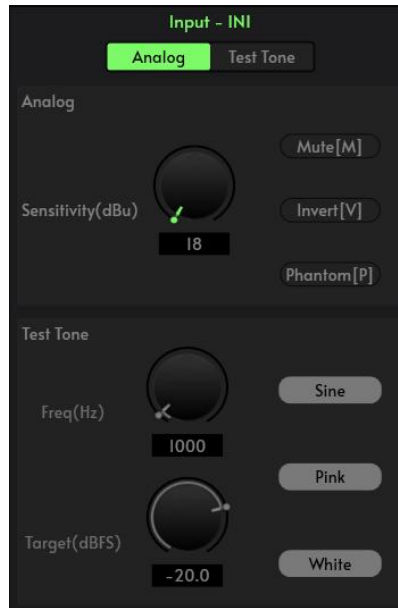 Input - IN1
Analog Test Tone
Analog
Mute[M]
Sensitivity(dBu)
Invert[V]
18
Phantom[P]
Test Tone
Sine
Freq(Hz)
1000
Pink
Target(dBFS)
White
-20.0